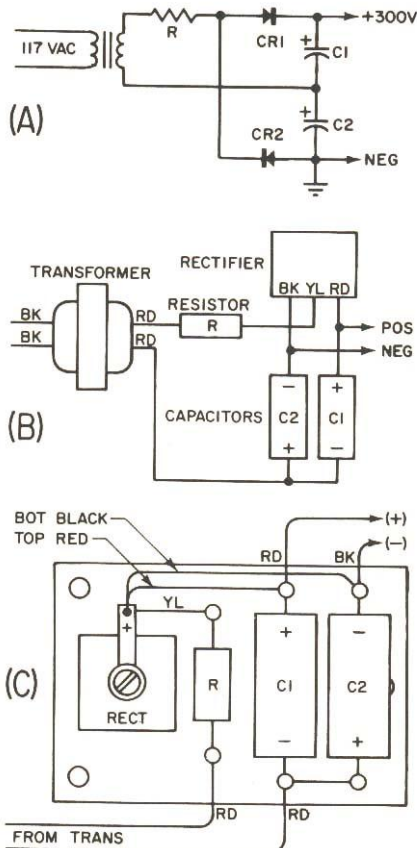 +300V
R
117 VAC
+
CR1
C1
(A)
+
C2
CR2
NEG
RECTIFIER
TRANSFORMER
BK YL RD
RESISTOR
BK RD
R
POS
BK RD
NEG
(B)
CAPACITORS
- +
C2 C1
+ -
BOT BLACK
TOP RED
(+)
(-)
RD BK
YL
+
+ -
(C)
R C1 C2
RECT
- +
RD RD
FROM TRANS